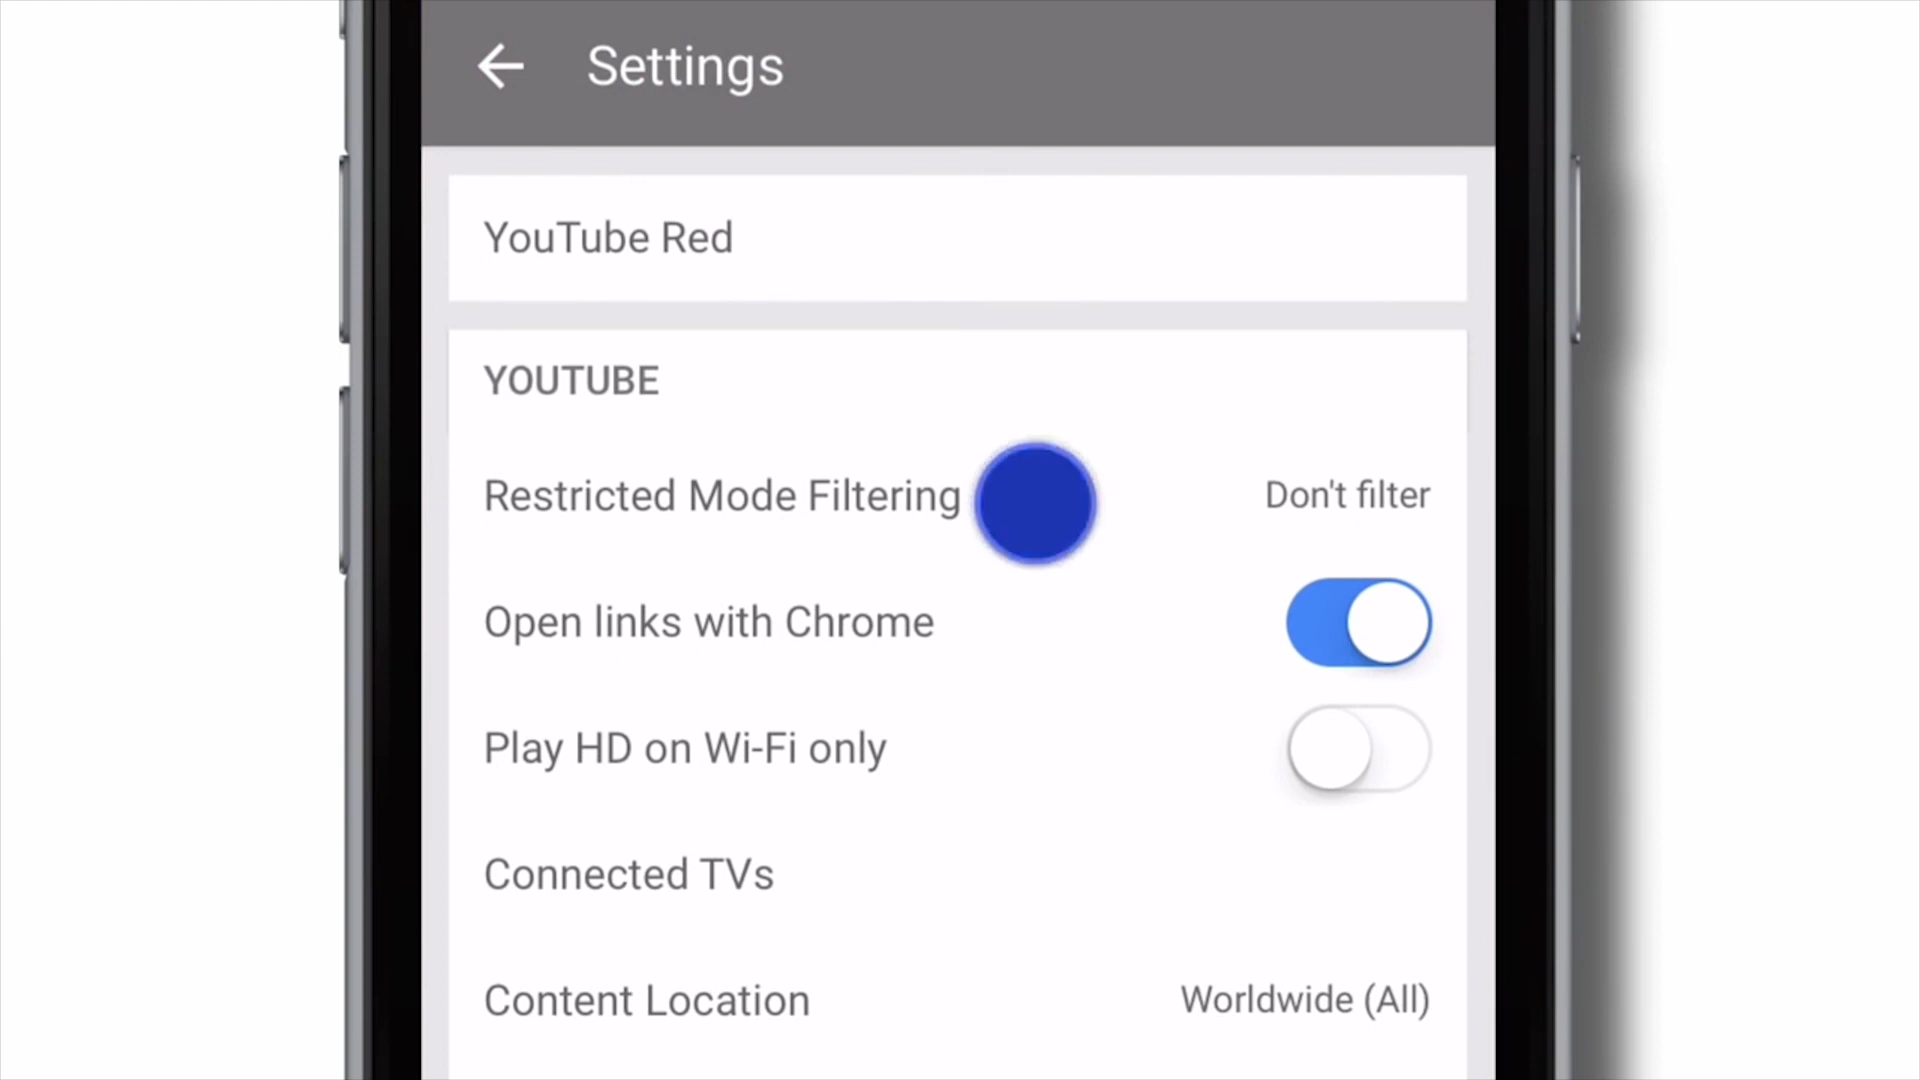 Settings
YouTube Red
YOUTUBE
Restricted Mode Filtering
Don't filter
Open links with Chrome
Play HD on Wi-Fi only
Connected TVs
Content Location
Worldwide (All)